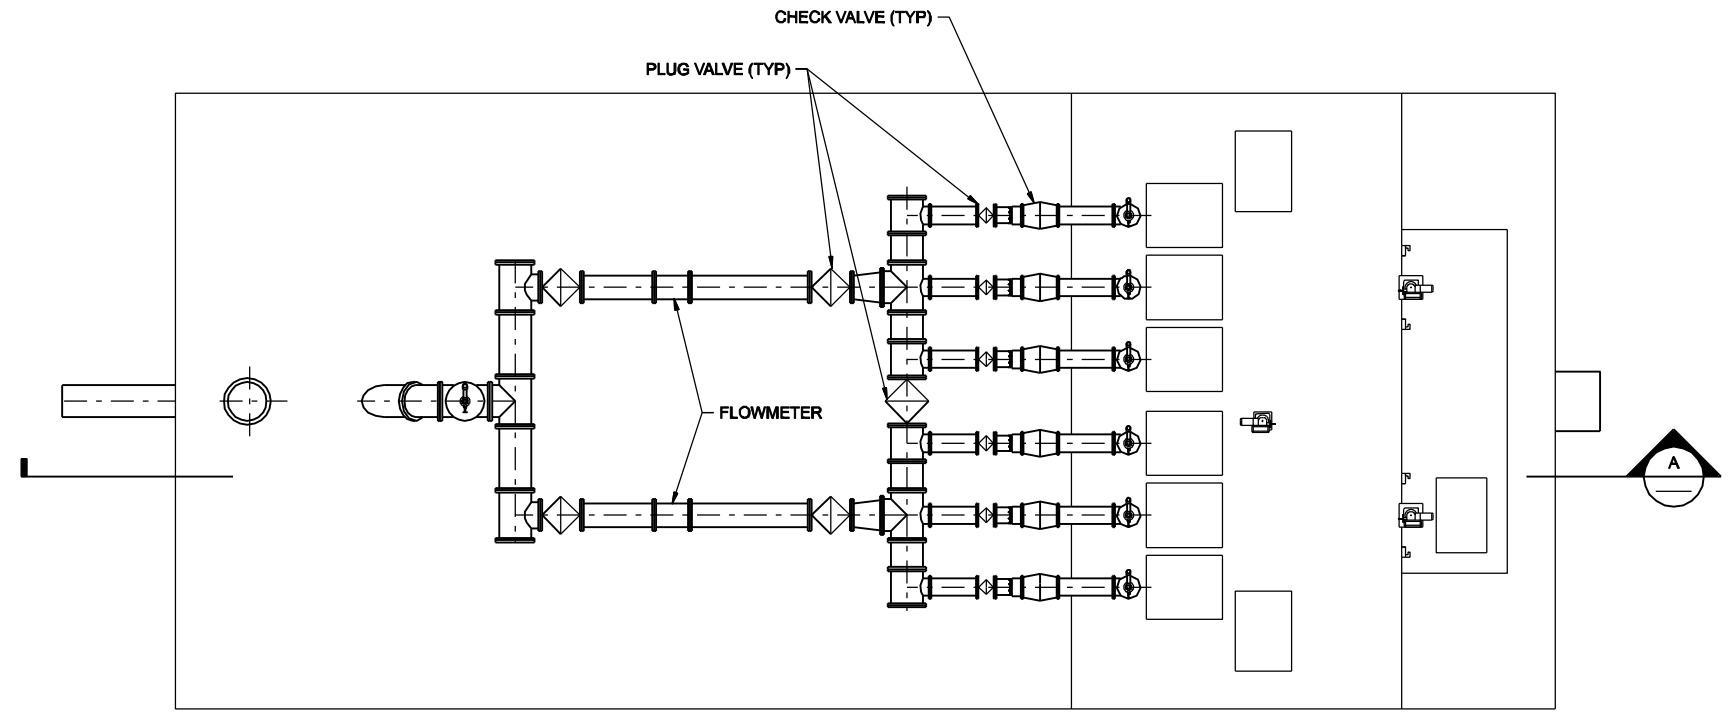 CHECK VALVE (TYP)
PLUG VALVE (TYP)
FLOWMETER
A